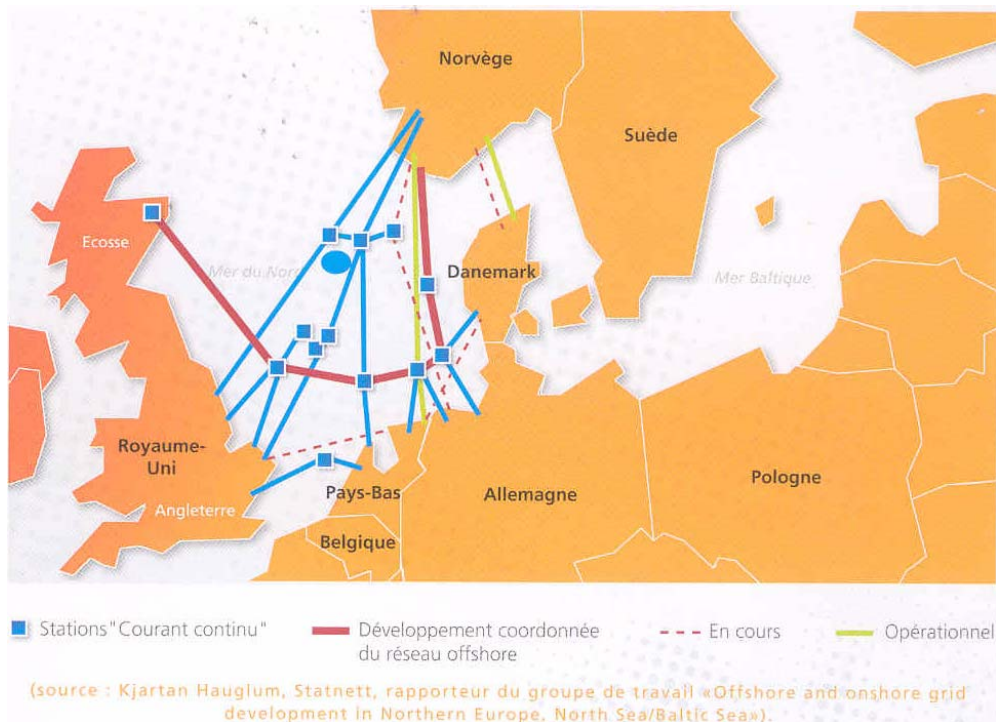 Norvège
Suède
Ecosse
Mer du Nord
Danemark
Mer Baltique
Royaume-
Uni
Angleterre
Pays-Bas
Belgique
Allemagne
Pologne
Stations "Courant continu"
Développement coordonnée
du réseau offshore
En cours
Opérationnel
(source : Kjartan Hauglum, Statnett, rapporteur du groupe de travail «Offshore and onshore grid
development in Northern Europe, North Sea/Baltic Sea»).